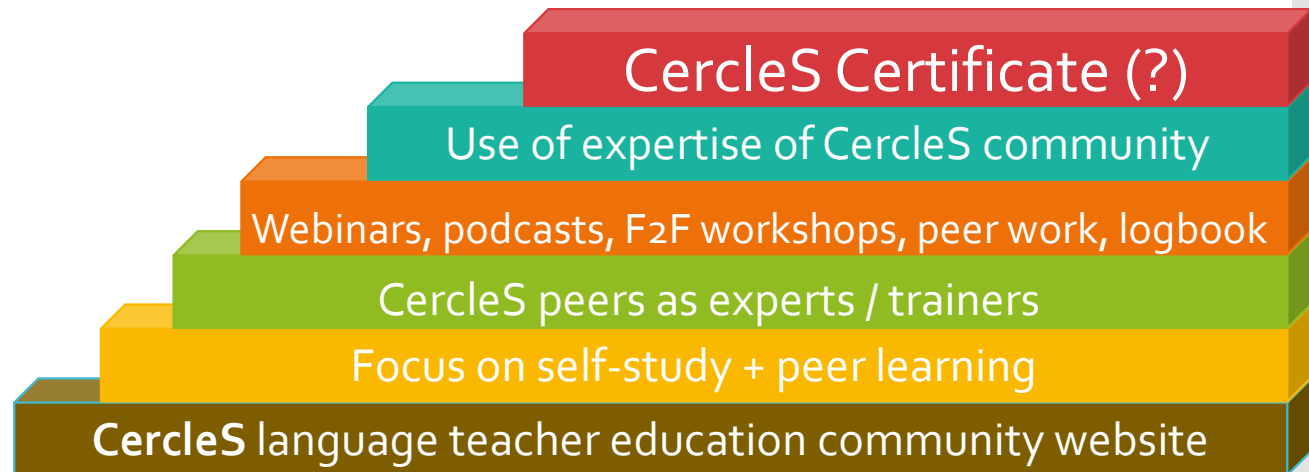 CercleS Certificate (?)
Use of expertise of CercleS community
Webinars, podcasts, F2F workshops, peer work, logbook
CercleS peers as experts / trainers
Focus on self-study + peer learning
CercleS language teacher education community website